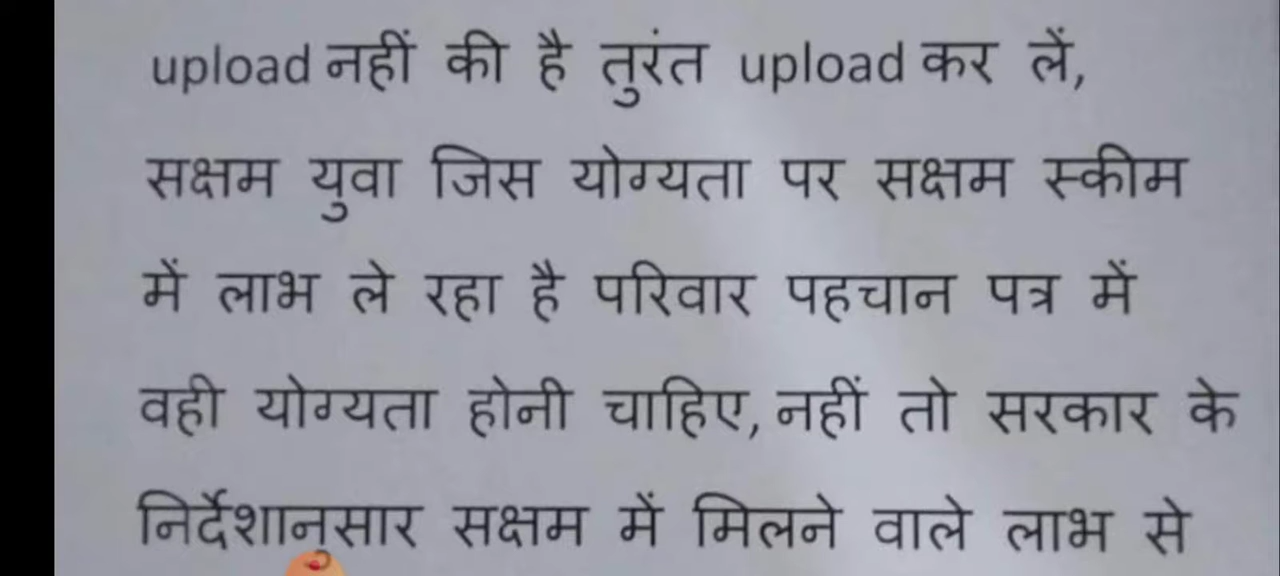 upload नहीं की है तुरंत upload कर लें,
सक्षम युवा जिस योग्यता पर सक्षम स्कीम
में लाभ ले रहा है परिवार पहचान पत्र में
वही योग्यता होनी चाहिए, नहीं तो सरकार के
निर्देशानुसार सक्षम में मिलने वाले लाभ से